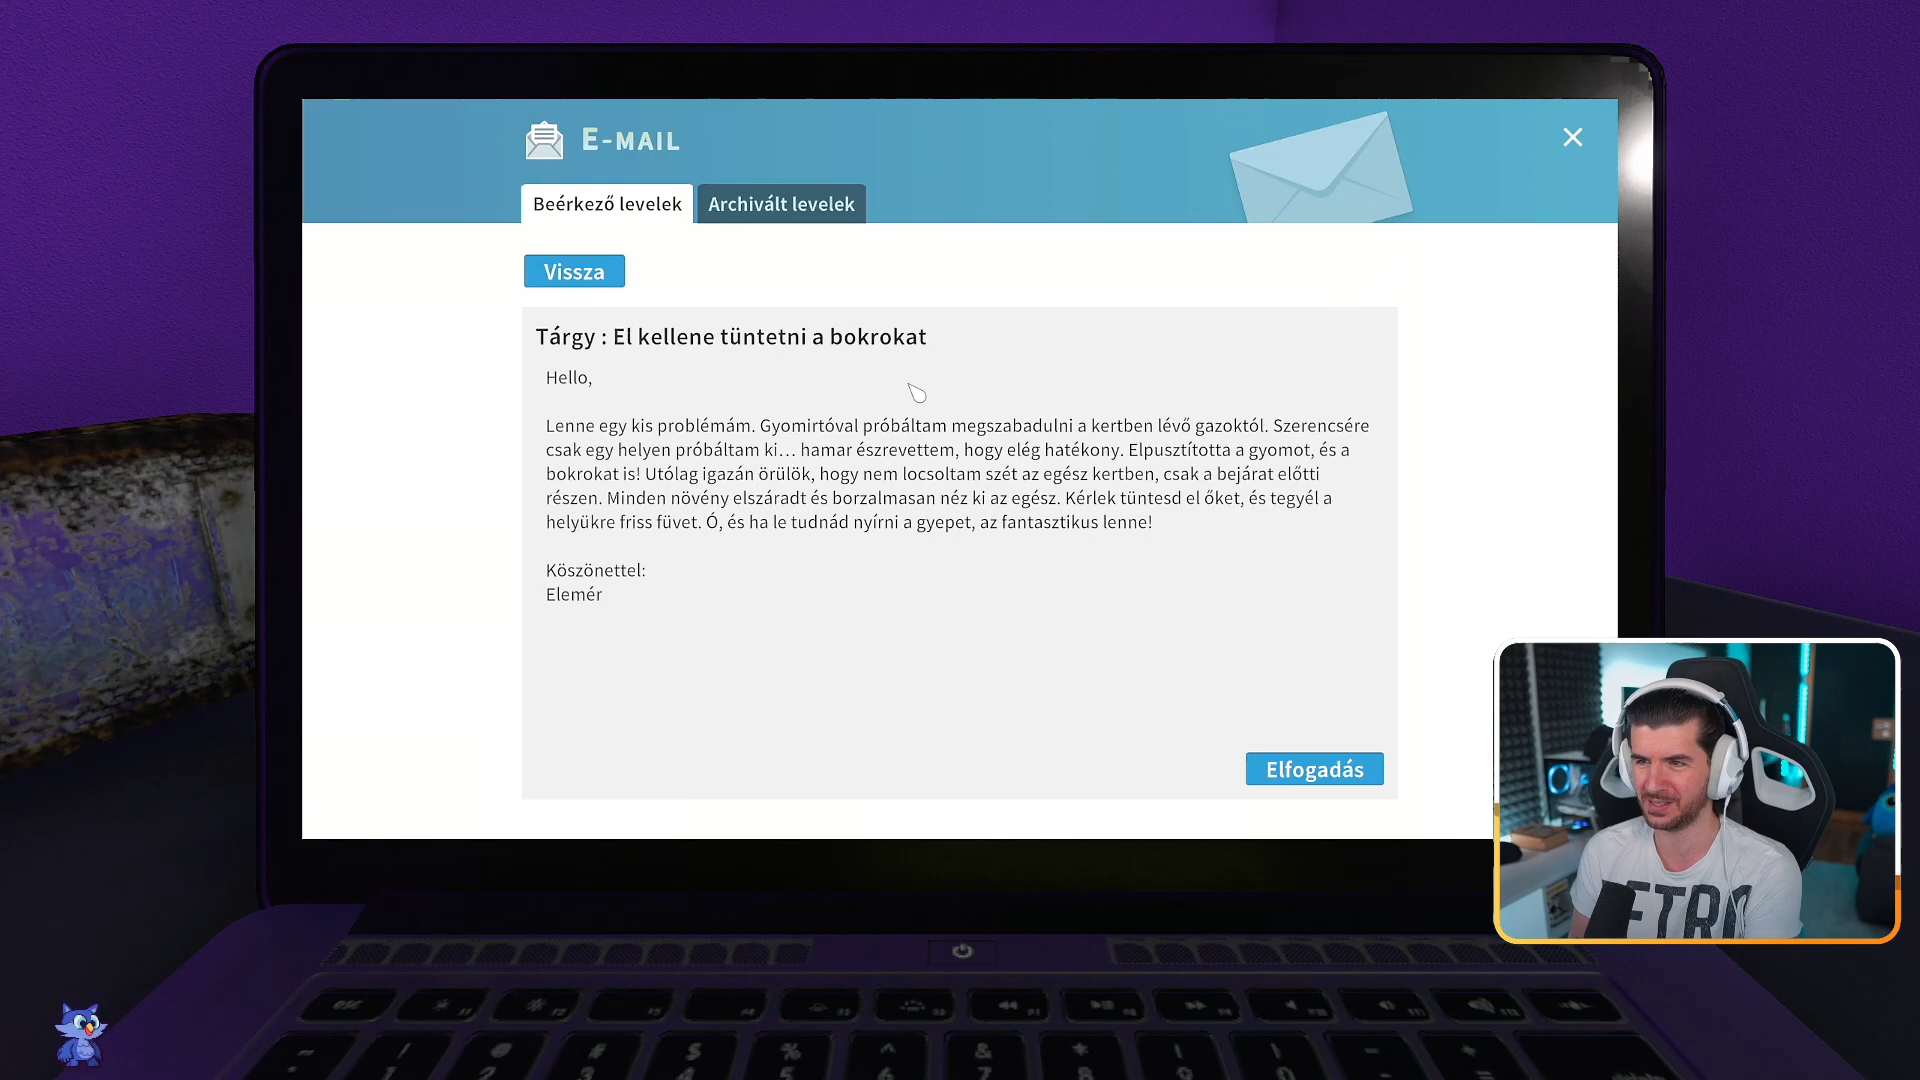 E-MAIL
Beérkező levelek
Archivált levelek
Vissza
Tárgy : El kellene tüntetni a bokrokat
Hello,
Lenne egy kis problémám. Gyomirtóval próbáltam megszabadulni a kertben lévő gazoktól. Szerencsére
csak egy helyen próbáltam ki... hamar észrevettem, hogy elég hatékony. Elpusztította a gyomot, és a
bokrokat is! Utólag igazán örülök, hogy nem locsoltam szét az egész kertben, csak a bejárat előtti
részen. Minden növény elszáradt és borzalmasan néz ki az egész. Kérlek tüntesd el őket, és tegyél a
helyükre friss füvet. Ó, és ha le tudnád nyírni a gyepet, az fantasztikus lenne!
Köszönettel:
Elemér
Elfogadás
esc